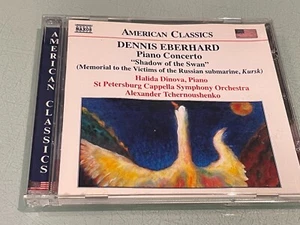 NAXOS
AMERICAN CLASSICS
DENNIS EBERHARD
Piano Concerto
"Shadow of the Swan"
(Memorial to the Victims of the Russian submarine, Kursk)
Halida Dinova, Piano
St Petersburg Cappella Symphony Orchestra
Alexander Tchernoushenko
AMERICAN CLASSICS